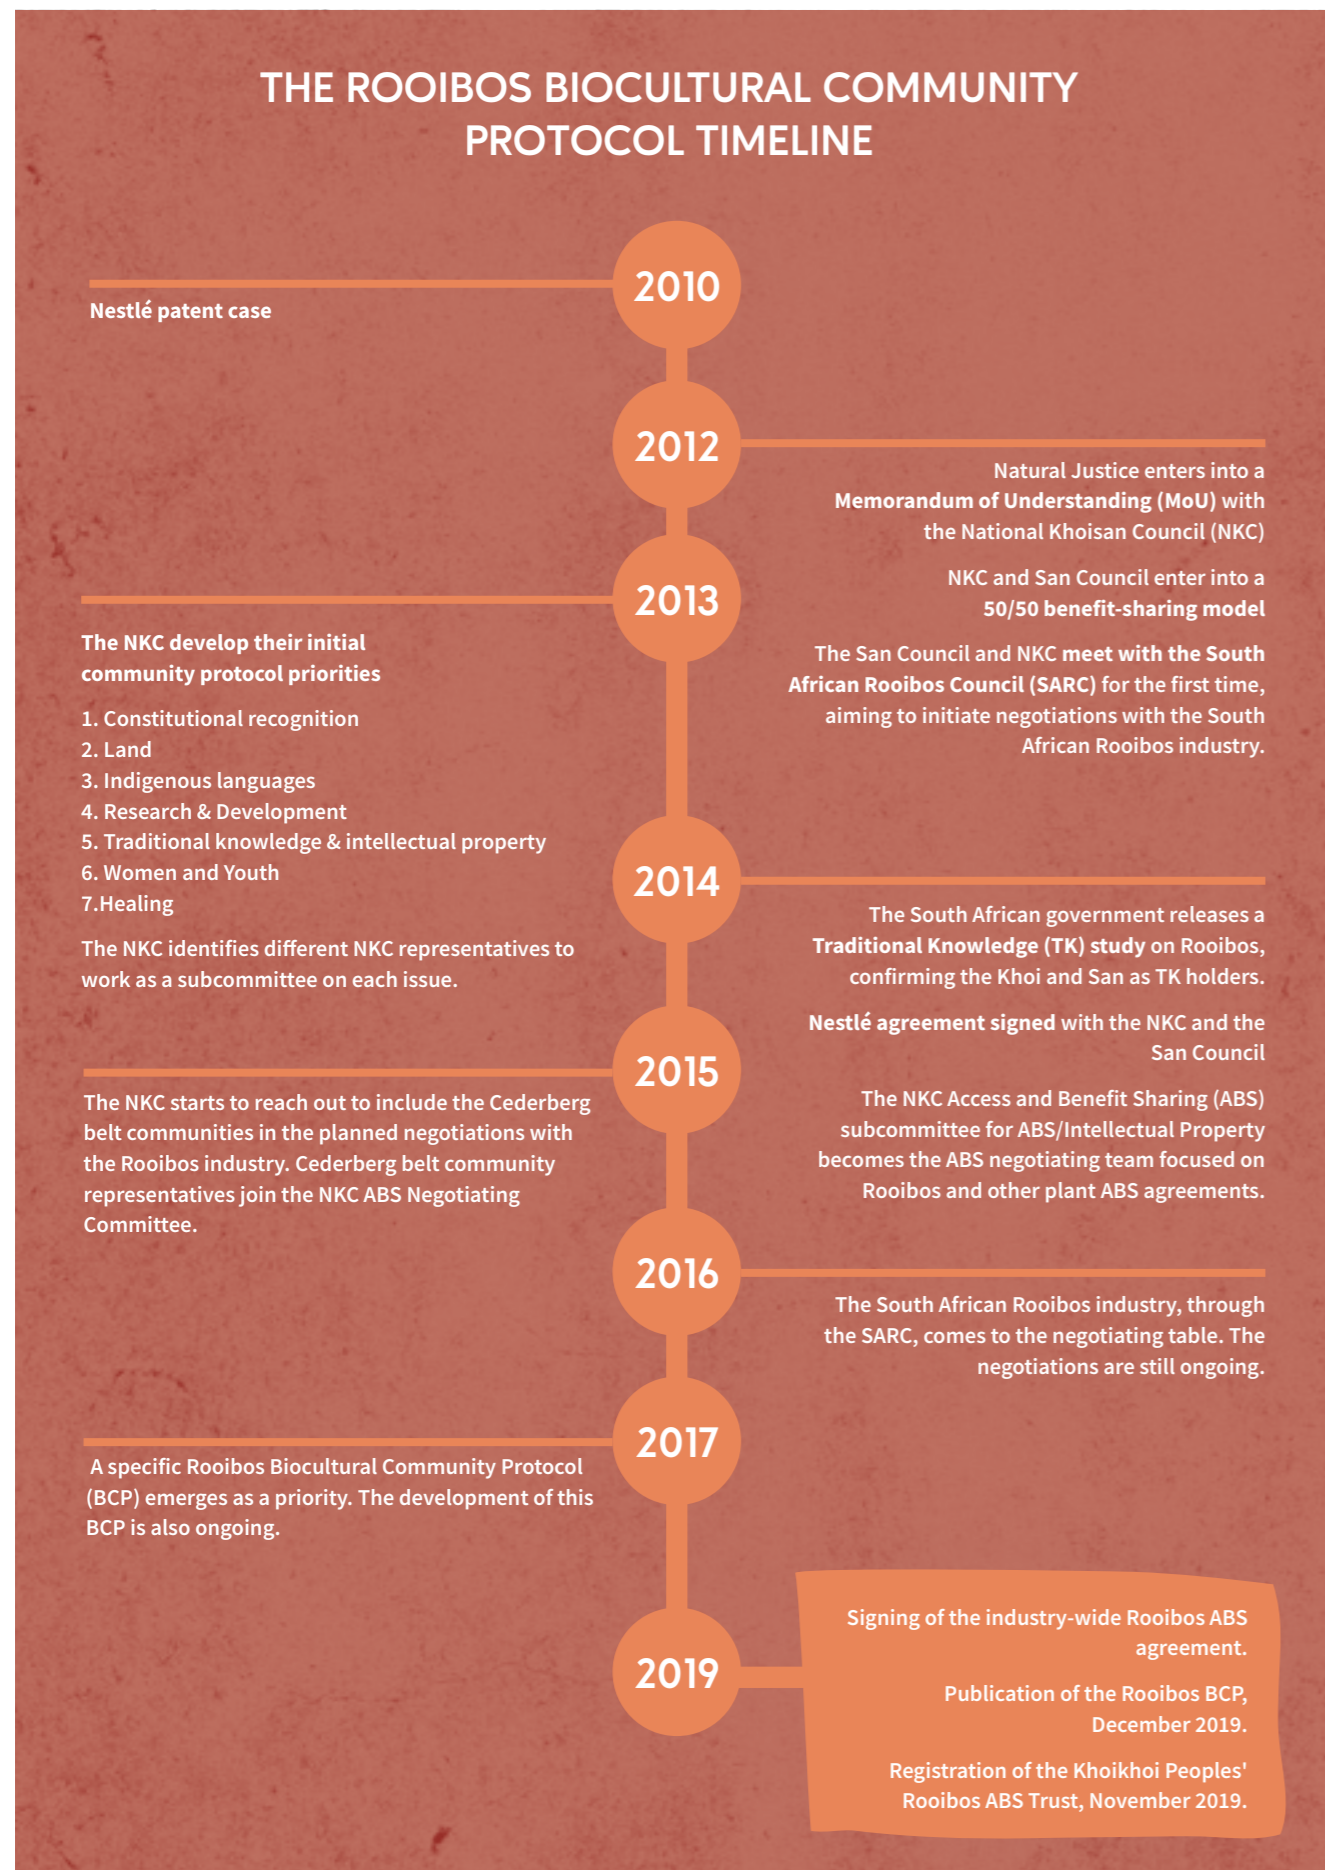 THE ROOIBOS BIOCULTURAL COMMUNITY
PROTOCOL TIMELINE
2010
Nestlé patent case
2012
Natural Justice enters into a
Memorandum of Understanding (MoU) with
the National Khoisan Council (NKC)
NKC and San Council enter into a
50/50 benefit-sharing model
The San Council and NKC meet with the South
African Rooibos Council (SARC) for the first time,
aiming to initiate negotiations with the South
African Rooibos industry.
2013
The NKC develop their initial
community protocol priorities
1. Constitutional recognition
2. Land
3. Indigenous languages
4. Research & Development
5. Traditional knowledge & intellectual property
6. Women and Youth
7.Healing
The NKC identifies different NKC representatives to
work as a subcommittee on each issue.
2014
The South African government releases a
Traditional Knowledge (TK) study on Rooibos,
confirming the Khoi and San as TK holders.
Nestlé agreement signed with the NKC and the
San Council
The NKC Access and Benefit Sharing (ABS)
subcommittee for ABS/Intellectual Property
becomes the ABS negotiating team focused on
Rooibos and other plant ABS agreements.
2015
The NKC starts to reach out to include the Cederberg
belt communities in the planned negotiations with
the Rooibos industry. Cederberg belt community
representatives join the NKC ABS Negotiating
Committee.
2016
The South African Rooibos industry, through
the SARC, comes to the negotiating table. The
negotiations are still ongoing.
2017
A specific Rooibos Biocultural Community Protocol
(BCP) emerges as a priority. The development of this
BCP is also ongoing.
2019
Signing of the industry-wide Rooibos ABS
agreement.
Publication of the Rooibos BCP,
December 2019.
Registration of the Khoikhoi Peoples'
Rooibos ABS Trust, November 2019.